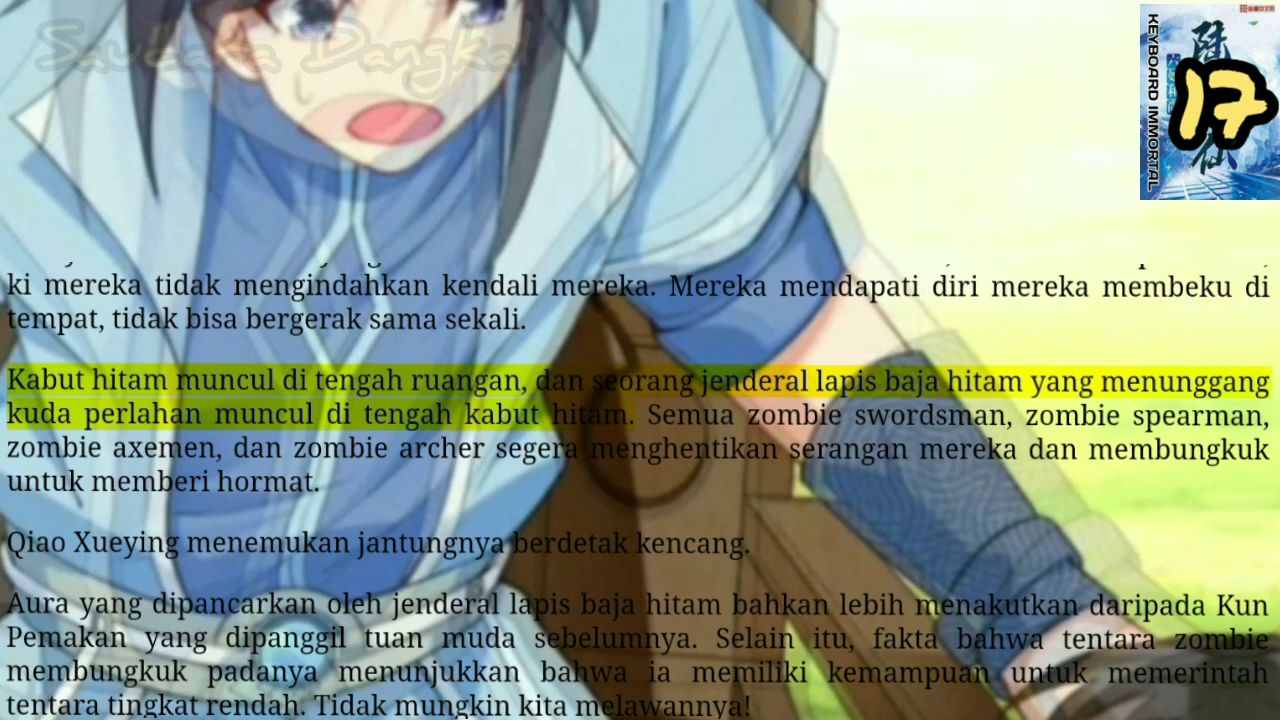 Saudara Dangkal
KEYBOARD IMMORTAL
17
ki mereka tidak mengindahkan kendali mereka. Mereka mendapati diri mereka membeku di
tempat, tidak bisa bergerak sama sekali.
Kabut hitam muncul di tengah ruangan, dan seorang jenderal lapis baja hitam yang menunggang
kuda perlahan muncul di tengah kabut hitam. Semua zombie swordsman, zombie spearman,
zombie axemen, dan zombie archer segera menghentikan serangan mereka dan membungkuk
untuk memberi hormat.
Qiao Xueying menemukan jantungnya berdetak kencang.
Aura yang dipancarkan oleh jenderal lapis baja hitam bahkan lebih menakutkan daripada Kun
Pemakan yang dipanggil tuan muda sebelumnya. Selain itu, fakta bahwa tentara zombie
membungkuk padanya menunjukkan bahwa ia memiliki kemampuan untuk memerintah
tentara tingkat rendah. Tidak mungkin kita melawannya!